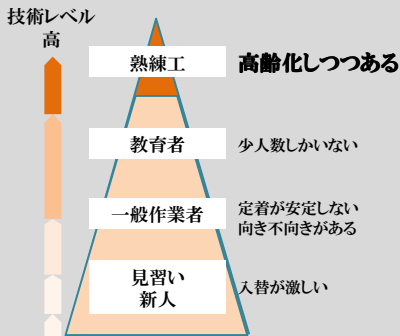 技術レベル
高
熟練工
高齢化しつつある
教育者
少人数しかいない
一般作業者
定着が安定しない
向き不向きがある
見習い
新人
入替が激しい